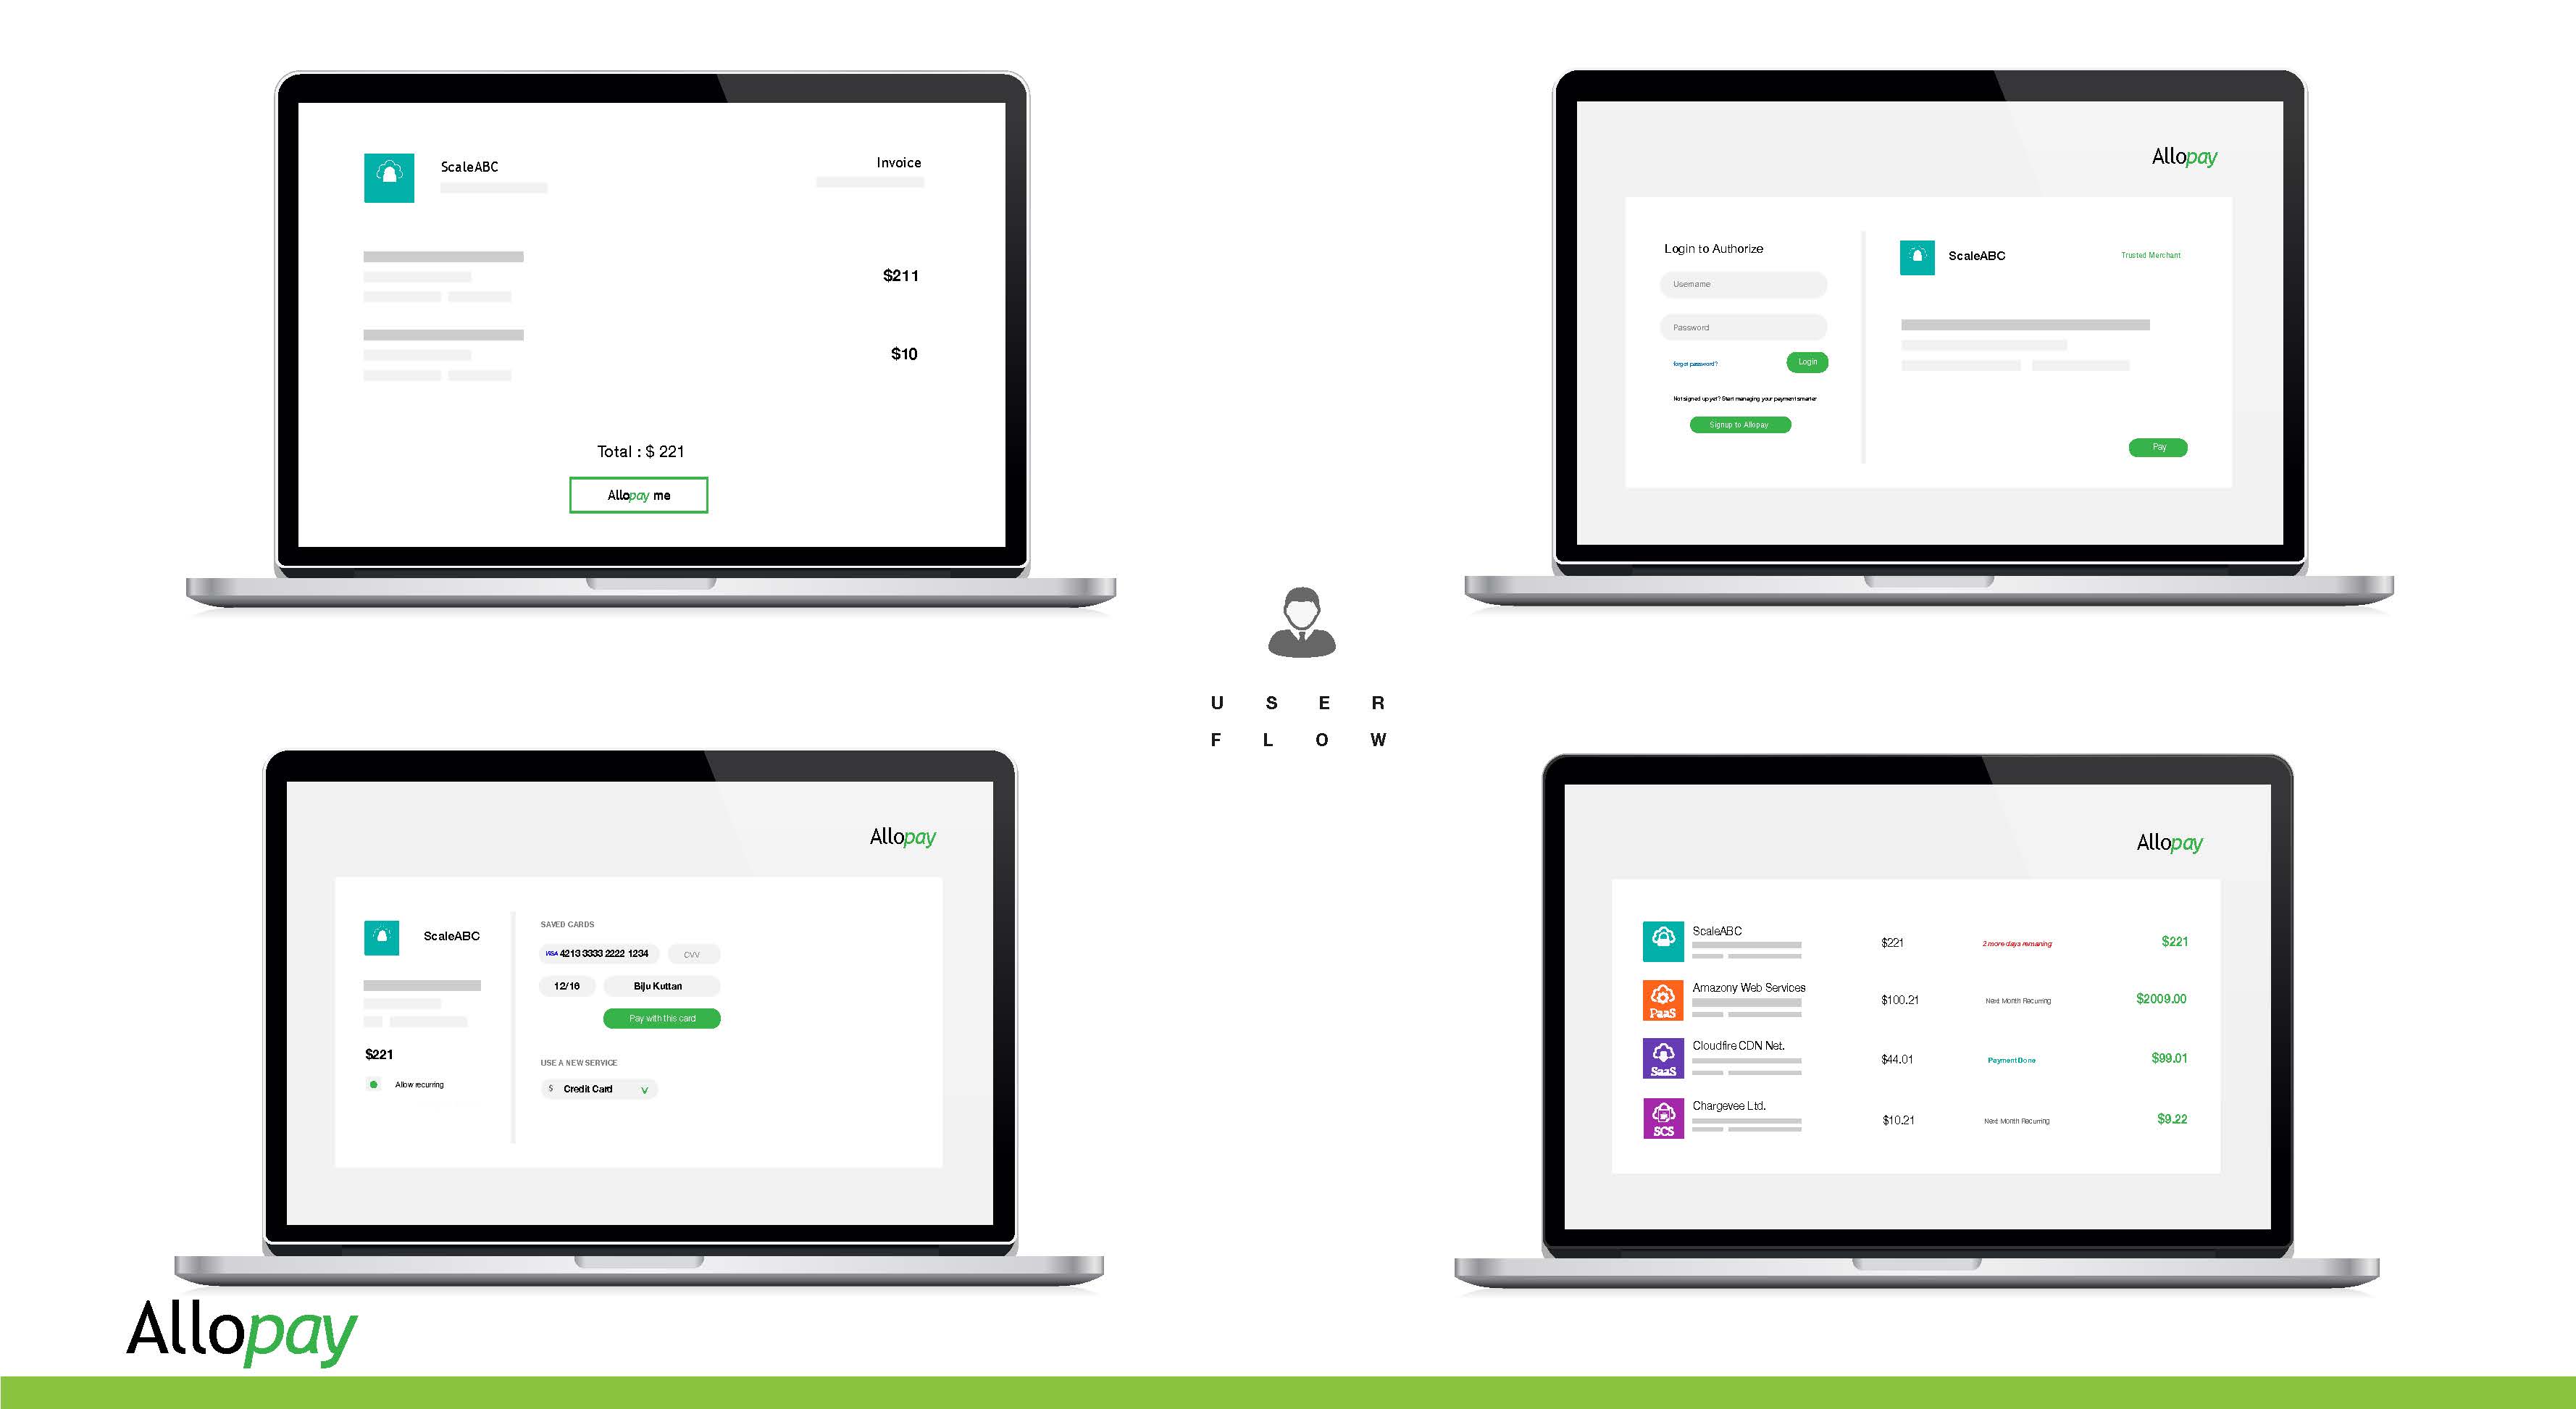 ScaleABC
Invoice
$211
$10
Total : $ 221
Allopay me
Allopay
Login to Authorize
Username
Password
forgot password?
Login
Not signed up yet? Start managing your payment smarter
Signup to Allopay
ScaleABC
Trusted Merchant
Pay
U S E R
F L O W
Allopay
ScaleABC
$221
Allow recurring
SAVED CARDS
VISA 4213 3333 2222 1234
CVV
12/16
Biju Kuttan
Pay with this card
USE A NEW SERVICE
$ Credit Card v
Allopay
ScaleABC $221 2 more days remaning $221
Amazony Web Services $100.21 Next Month Recurring $2009.00
PaaS
Cloudfire CDN Net. $44.01 Payment Done $99.01
SaaS
Chargevee Ltd. $10.21 Next Month Recurring $9.22
SCS
Allopay